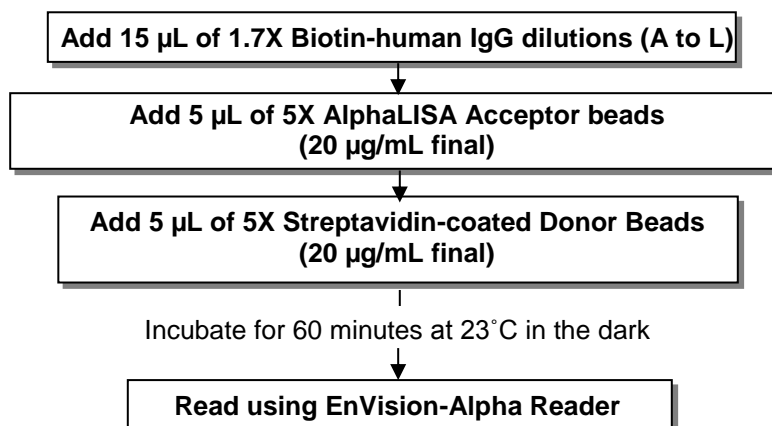 Add 15 µL of 1.7X Biotin-human IgG dilutions (A to L)
Add 5 µL of 5X AlphaLISA Acceptor beads
(20 µg/mL final)
Add 5 µL of 5X Streptavidin-coated Donor Beads
(20 µg/mL final)
Incubate for 60 minutes at 23˚C in the dark
Read using EnVision-Alpha Reader